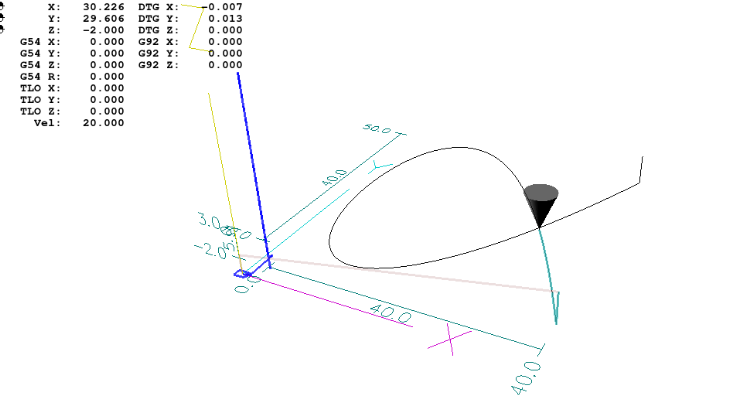 X: 30.226 DTG X: -0.007
Y: 29.606 DTG Y: 0.013
Z: -2.000 DTG Z: 0.000
G54 X: 0.000 G92 X: 0.000
G54 Y: 0.000 G92 Y: 0.000
G54 Z: 0.000 G92 Z: 0.000
G54 R: 0.000
TLO X: 0.000
TLO Y: 0.000
TLO Z: 0.000
Vel: 20.000
50.0
40.0
Y
3.0
-2.0
0.0
40.0
X
40.0